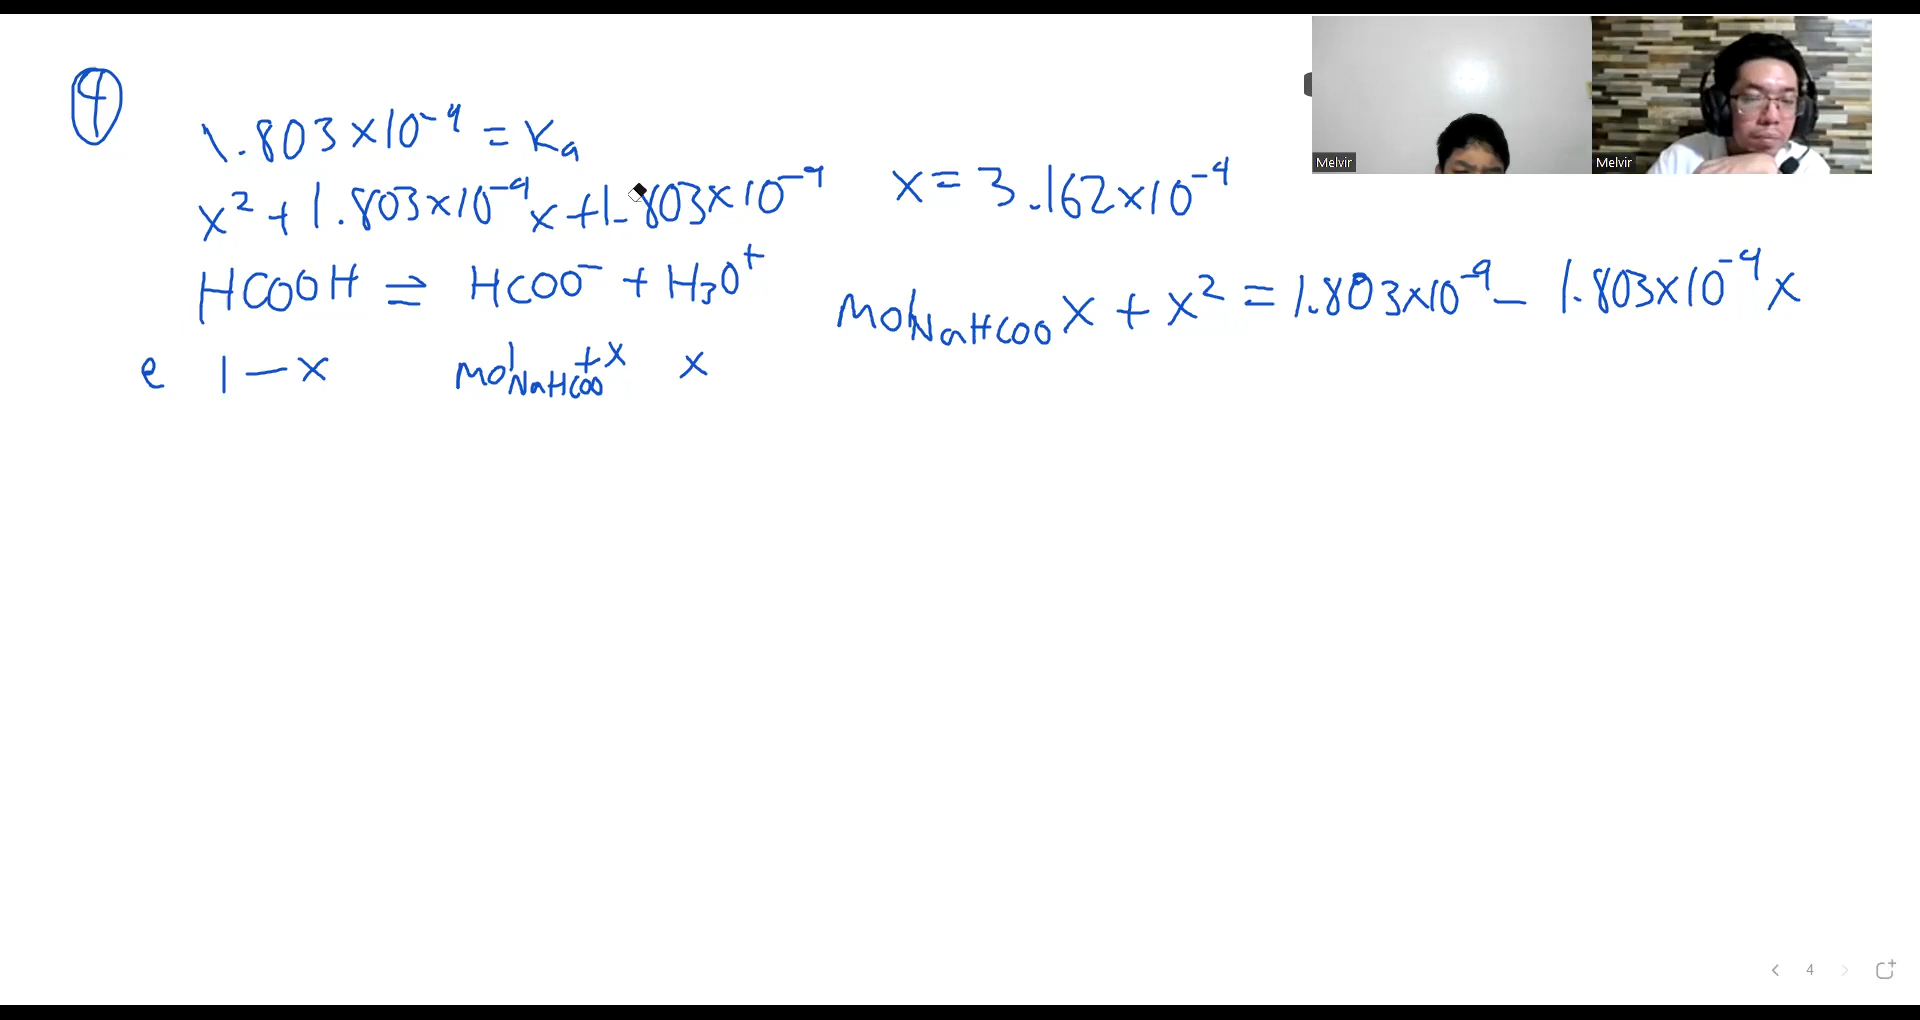 4
1.803×10⁻⁴ = Ka
x² + 1.803×10⁻⁴x + 1.803×10⁻⁴
x = 3.162×10⁻⁴
HCOOH ⇌ HCOO⁻ + H₃O⁺
mol NaHCOO x + x² = 1.803×10⁻⁴ − 1.803×10⁻⁴x
e 1 − x mol NaHCOO + x x
Melvir
Melvir
4